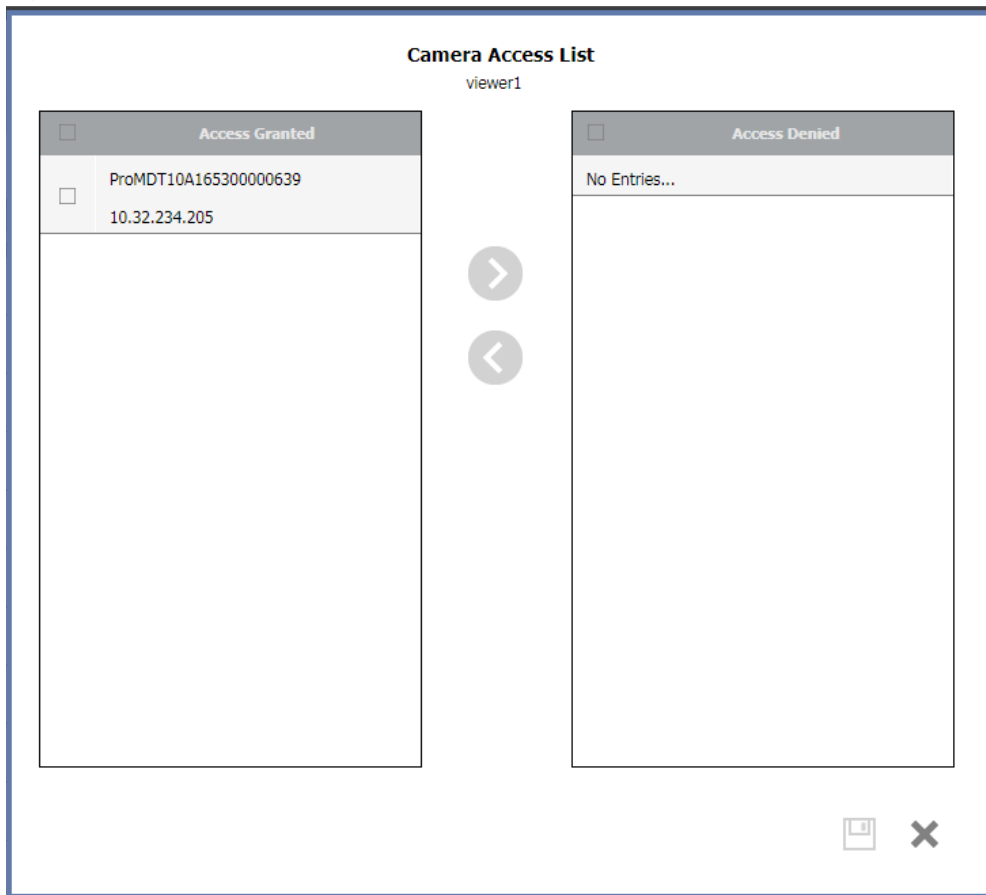 Camera Access List
viewer1
Access Granted
ProMDT10A165300000639
10.32.234.205
Access Denied
No Entries...